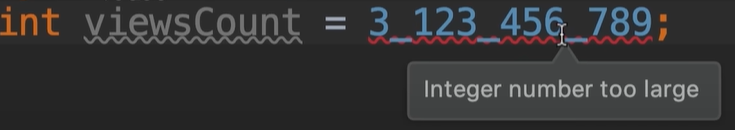 int viewsCount = 3_123_456_789;
Integer number too large